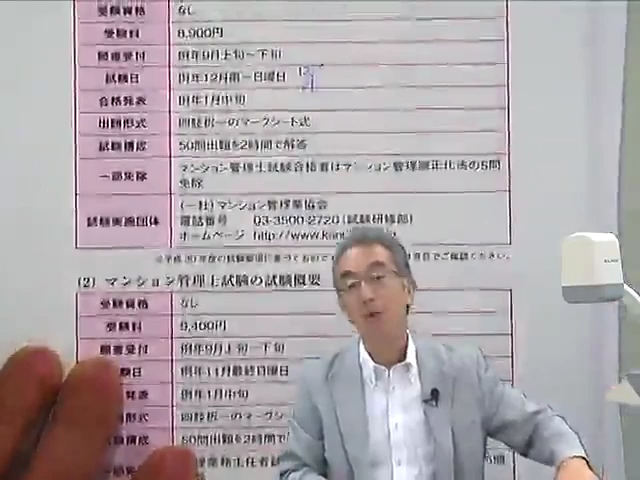 受験資格 なし
受験料 8,900円
願書受付 例年9月上旬～下旬
試験日 例年12月第一日曜日
合格発表 例年1月中旬
出題形式 四肢択一のマークシート式
試験構成 50問出題を2時間で解答
一部免除 マンション管理士試験合格者はマンション管理適正化法の5問
免除
試験実施団体 (一社)マンション管理業協会
電話番号 03-3500-2720(試験研修部)
ホームページ http://www.kan
(2) マンション管理士試験の試験概要
受験資格 なし
受験料 9,400円
願書受付 例年9月上旬～下旬
験日 例年11月最終日曜日
発表 例年1月中旬
形式 四肢択一のマークシ
試験構成 50問出題を2時間で